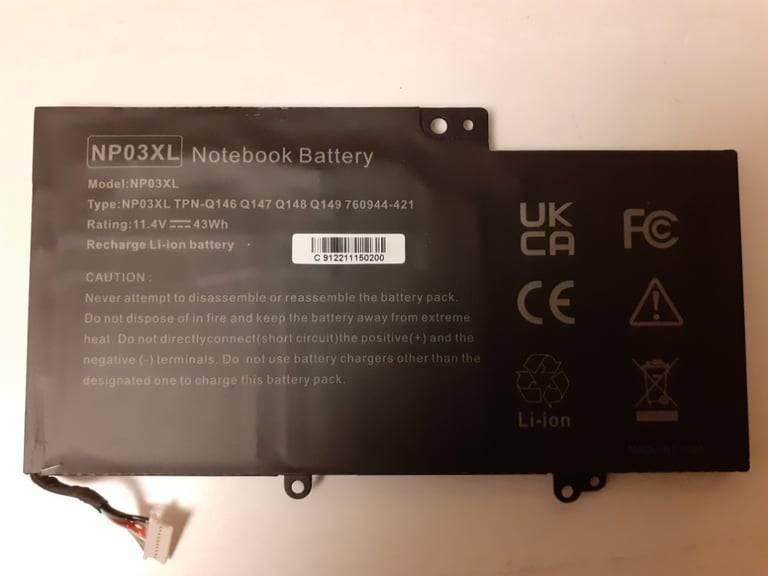 NP03XL Notebook Battery
Model:NP03XL
Type:NP03XL TPN-Q146 Q147 Q148 Q149 760944-421
Rating:11.4V⎓43Wh
Recharge Li-ion battery
C 912211150200
CAUTION :
Never attempt to disassemble or reassemble the battery pack.
Do not dispose of in fire and keep the battery away from extreme
heat. Do not directlyconnect(short circuit)the positive(+) and the
negative (-) terminals. Do not use battery chargers other than the
designated one to charge this battery pack.
UK
CA
FC
CE
Li-ion